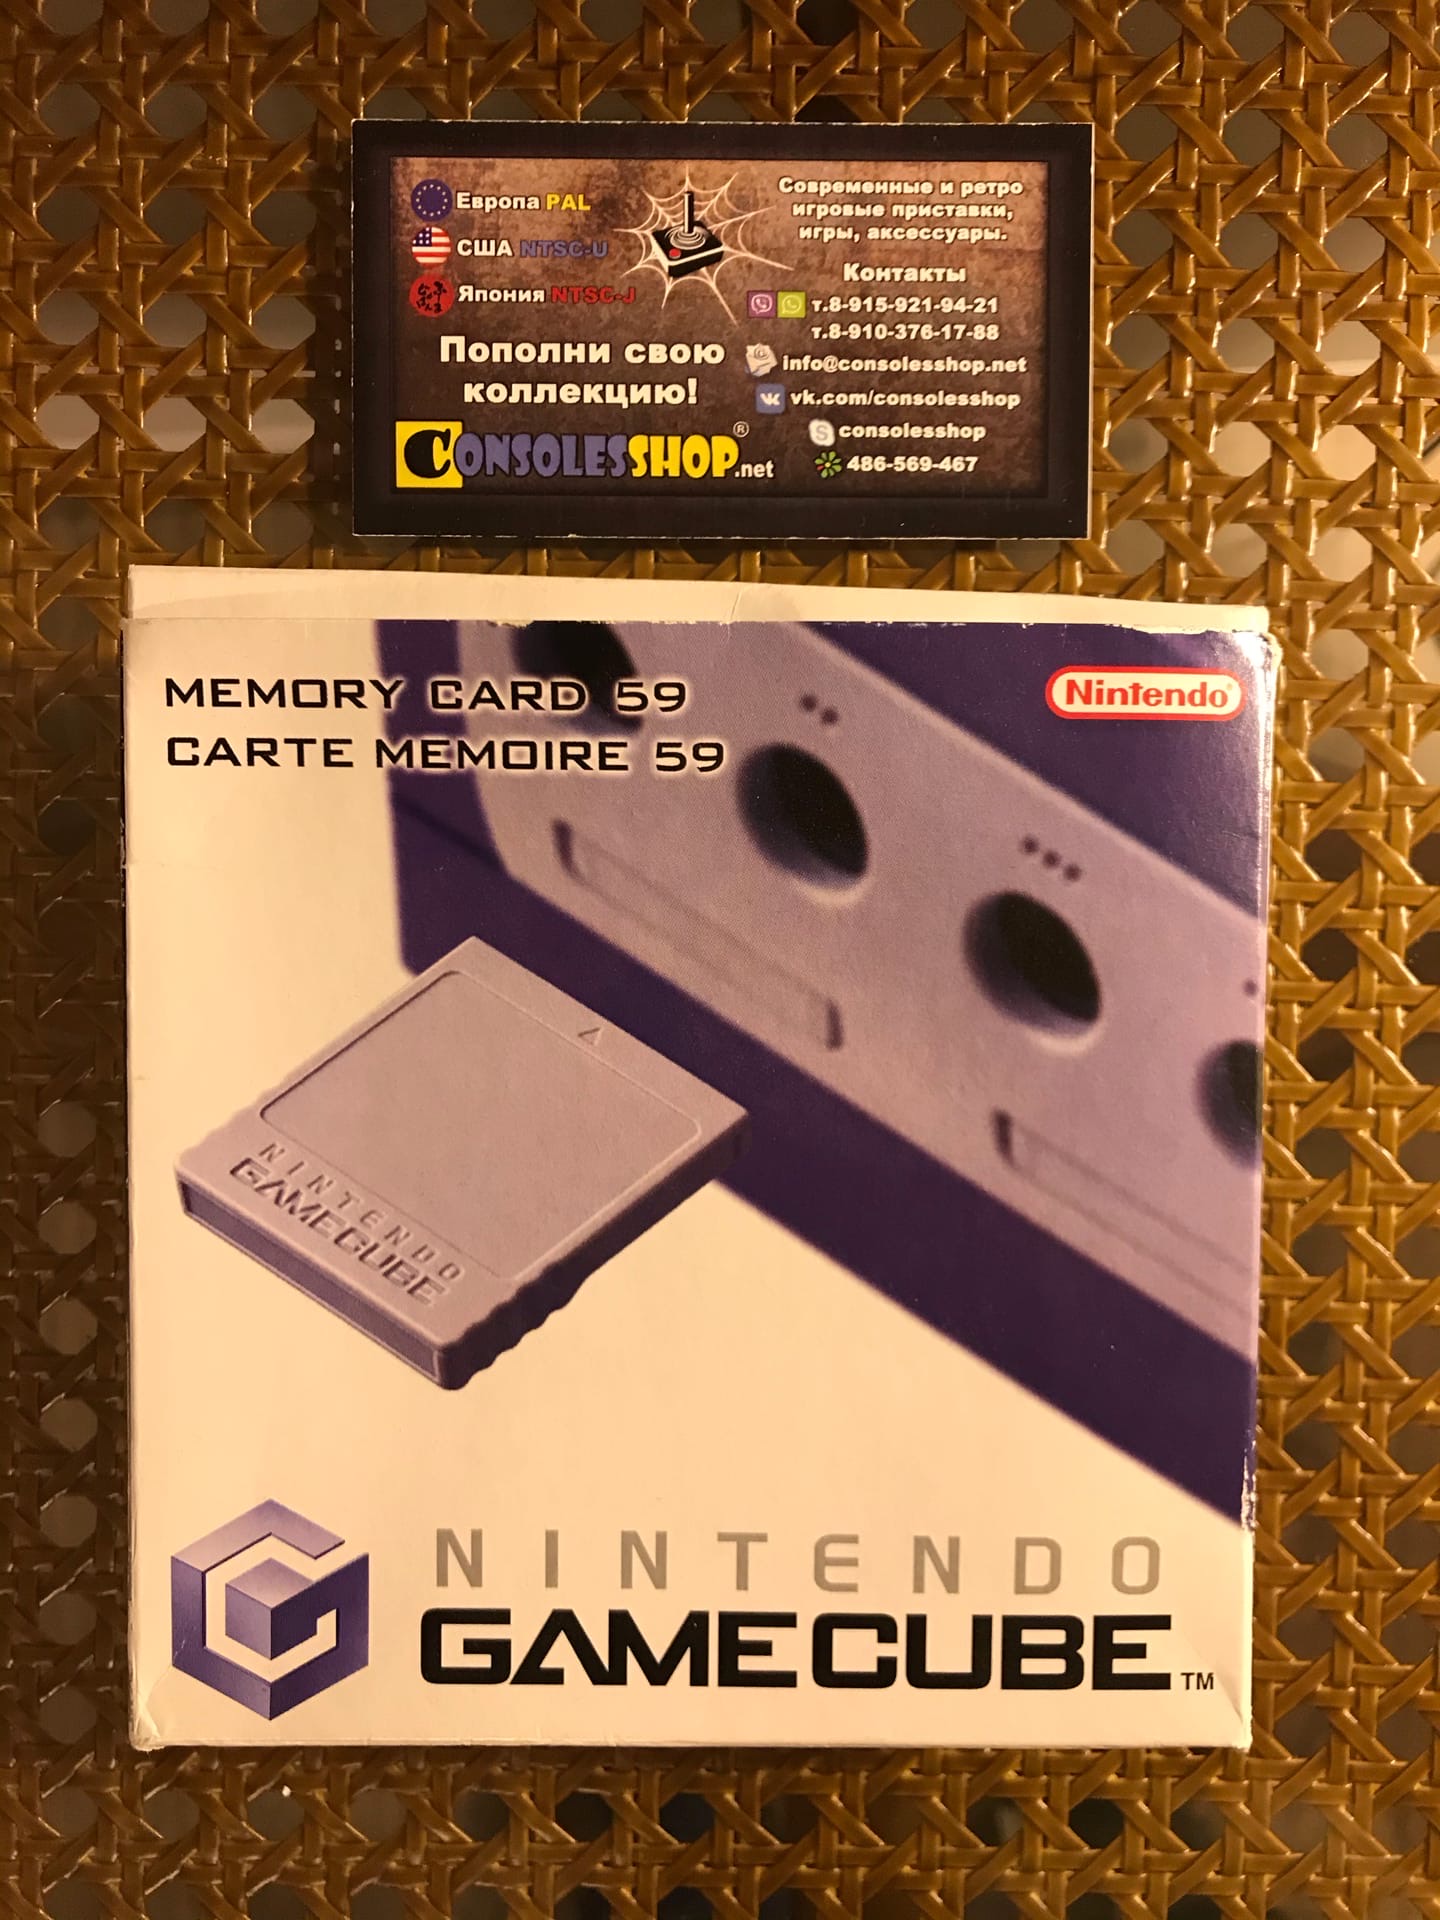 Европа PAL
США NTSC-U
Япония NTSC-J
Пополни свою
коллекцию!
CONSOLESSHOP®.net
Современные и ретро
игровые приставки,
игры, аксессуары.
Контакты
т.8-915-921-94-21
т.8-910-376-17-88
info@consolesshop.net
vk.com/consolesshop
consolesshop
486-569-467
MEMORY CARD 59
CARTE MEMOIRE 59
Nintendo®
NINTENDO
GAMECUBE
NINTENDO
GAMECUBE™